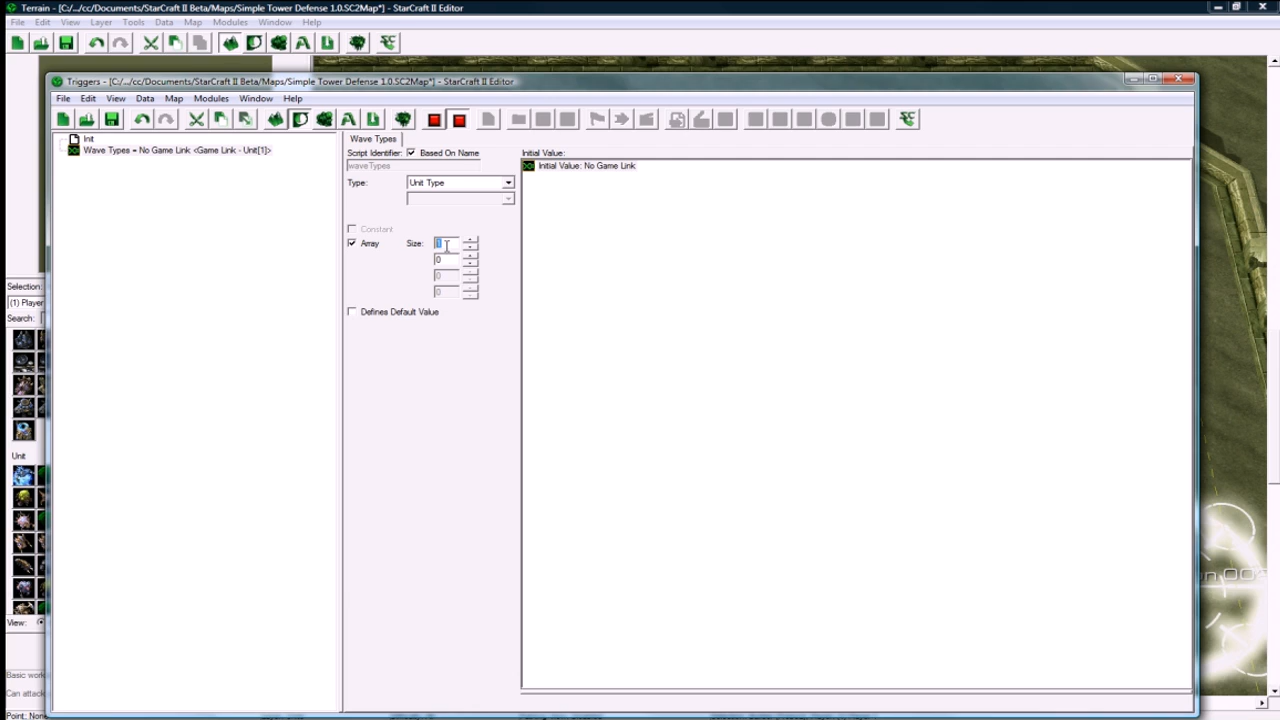 Terrain - [C:/.../cc/Documents/StarCraft II Beta/Maps/Simple Tower Defense 1.0.SC2Map*] - StarCraft II Editor
File Edit View Layer Tools Data Map Modules Window Help
Triggers - [C:/.../cc/Documents/StarCraft II Beta/Maps/Simple Tower Defense 1.0.SC2Map*] - StarCraft II Editor
File Edit View Data Map Modules Window Help
Init
Wave Types = No Game Link <Game Link - Unit[1]>
Wave Types
Script Identifier: Based On Name
waveTypes
Type: Unit Type
Constant
Array Size: 1
0
0
0
Defines Default Value
Initial Value:
Initial Value: No Game Link
Selection:
(1) Player
Search:
Unit
View:
Basic work
Can attack
Point: None
on 00